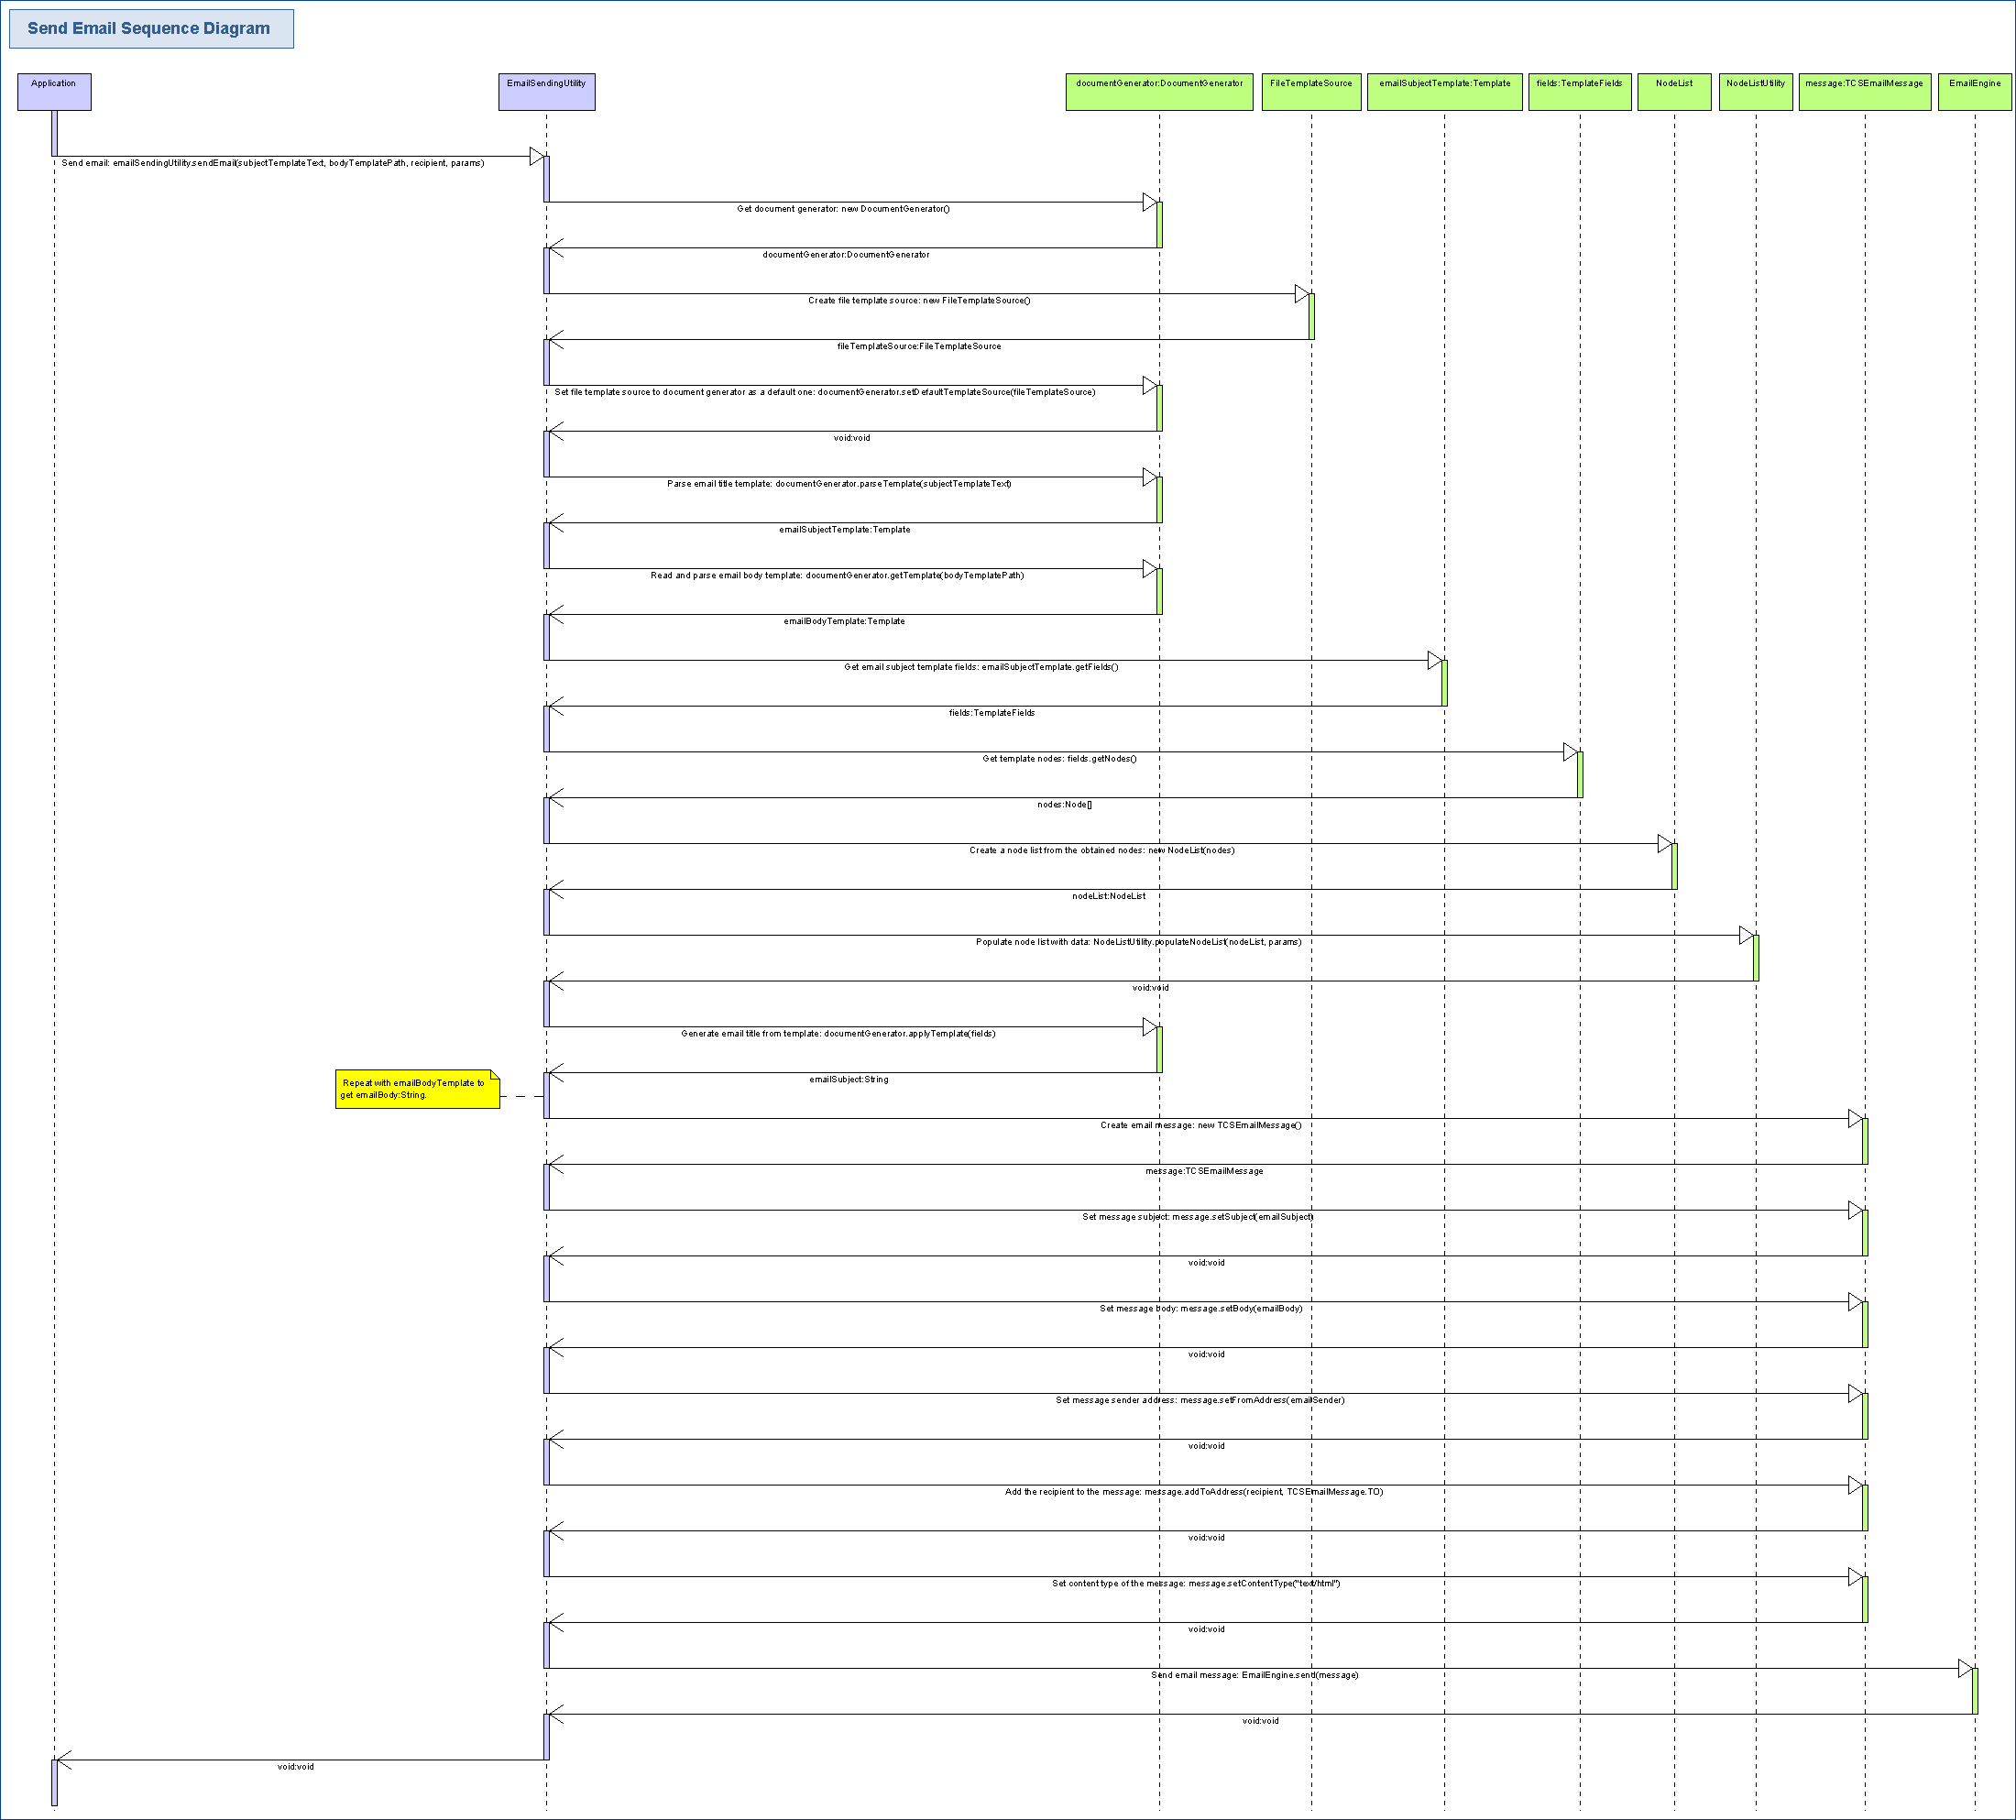 Send Email Sequence Diagram
Application
EmailSendingUtility
documentGenerator:DocumentGenerator
FileTemplateSource
emailSubjectTemplate:Template
fields:TemplateFields
NodeList
NodeListUtility
message:TCSEmailMessage
EmailEngine
Send email: emailSendingUtility.sendEmail(subjectTemplateText, bodyTemplatePath, recipient, params)
Get document generator: new DocumentGenerator()
documentGenerator:DocumentGenerator
Create file template source: new FileTemplateSource()
fileTemplateSource:FileTemplateSource
Set file template source to document generator as a default one: documentGenerator.setDefaultTemplateSource(fileTemplateSource)
void:void
Parse email title template: documentGenerator.parseTemplate(subjectTemplateText)
emailSubjectTemplate:Template
Read and parse email body template: documentGenerator.getTemplate(bodyTemplatePath)
emailBodyTemplate:Template
Get email subject template fields: emailSubjectTemplate.getFields()
fields:TemplateFields
Get template nodes: fields.getNodes()
nodes:Node[]
Create a node list from the obtained nodes: new NodeList(nodes)
nodeList:NodeList
Populate node list with data: NodeListUtility.populateNodeList(nodeList, params)
void:void
Generate email title from template: documentGenerator.applyTemplate(fields)
emailSubject:String
Repeat with emailBodyTemplate to
get emailBody:String.
Create email message: new TCSEmailMessage()
message:TCSEmailMessage
Set message subject: message.setSubject(emailSubject)
void:void
Set message body: message.setBody(emailBody)
void:void
Set message sender address: message.setFromAddress(emailSender)
void:void
Add the recipient to the message: message.addToAddress(recipient, TCSEmailMessage.TO)
void:void
Set content type of the message: message.setContentType("text/html")
void:void
Send email message: EmailEngine.send(message)
void:void
void:void